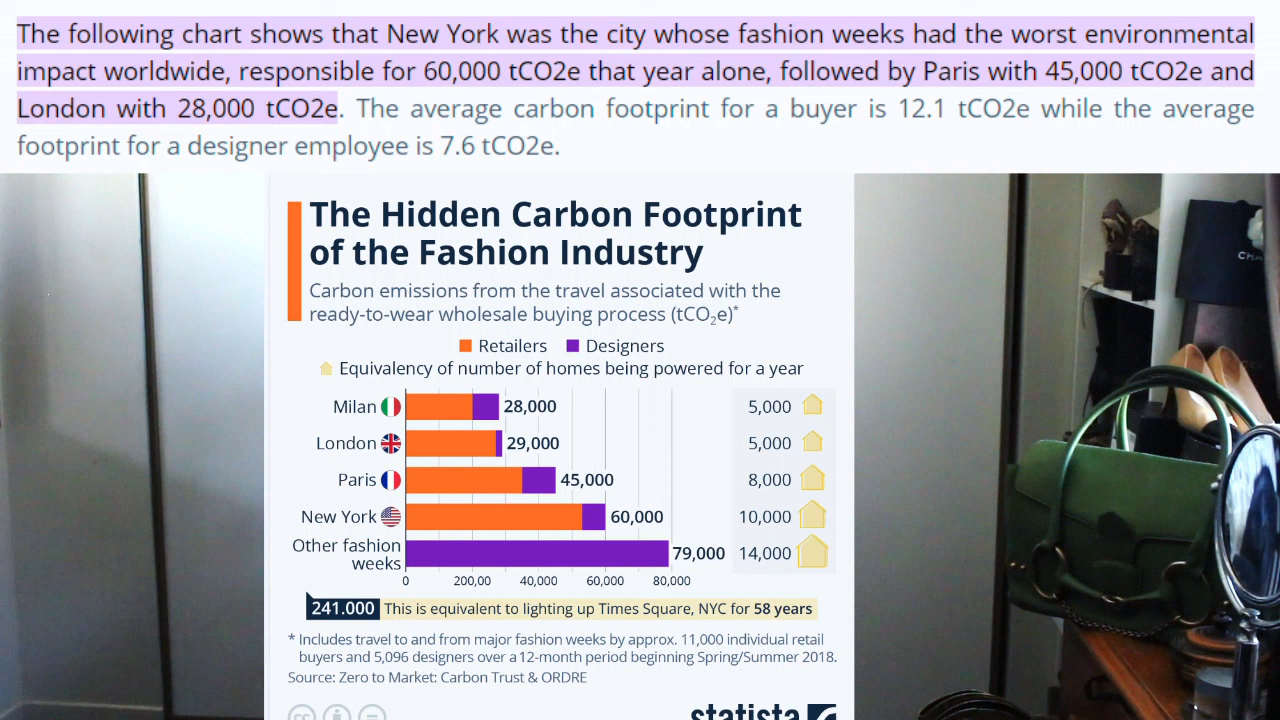 The following chart shows that New York was the city whose fashion weeks had the worst environmental
impact worldwide, responsible for 60,000 tCO2e that year alone, followed by Paris with 45,000 tCO2e and
London with 28,000 tCO2e. The average carbon footprint for a buyer is 12.1 tCO2e while the average
footprint for a designer employee is 7.6 tCO2e.
The Hidden Carbon Footprint
of the Fashion Industry
Carbon emissions from the travel associated with the
ready-to-wear wholesale buying process (tCO₂e)*
Retailers Designers
Equivalency of number of homes being powered for a year
Milan 28,000 5,000
London 29,000 5,000
Paris 45,000 8,000
New York 60,000 10,000
Other fashion
weeks 79,000 14,000
0 200,00 40,000 60,000 80,000
241.000 This is equivalent to lighting up Times Square, NYC for 58 years
* Includes travel to and from major fashion weeks by approx. 11,000 individual retail
buyers and 5,096 designers over a 12-month period beginning Spring/Summer 2018.
Source: Zero to Market: Carbon Trust & ORDRE
statista